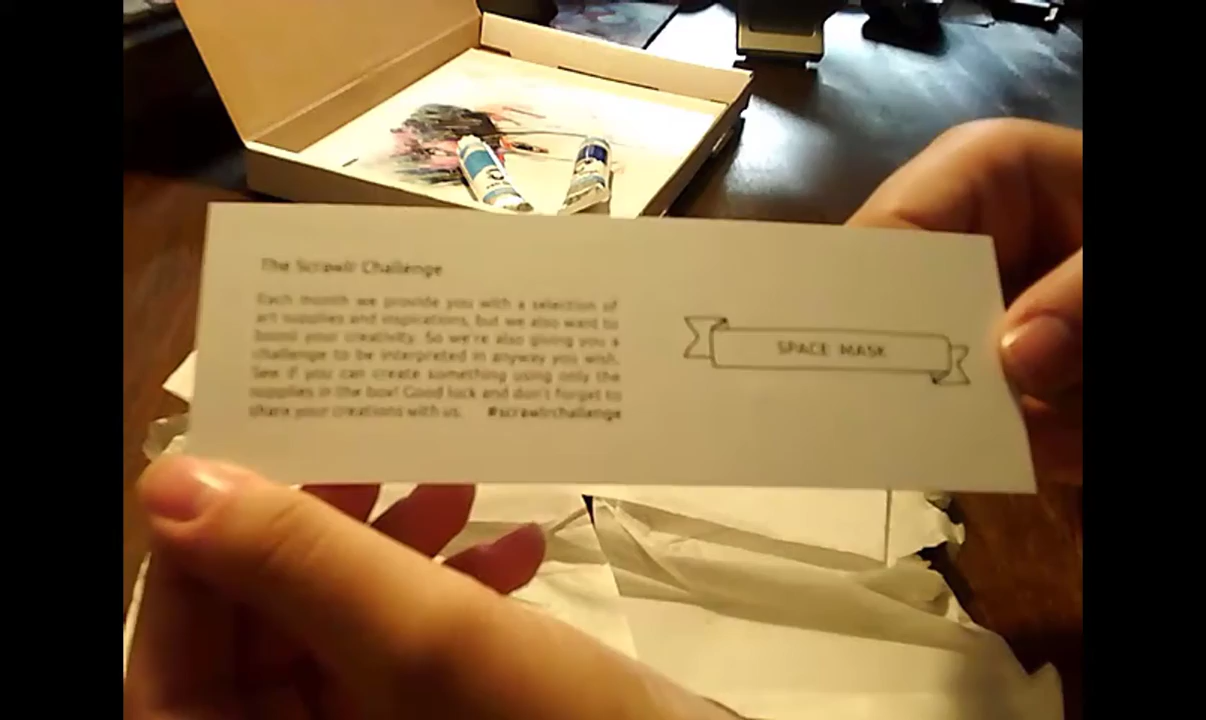 The Scrawlr Challenge
Each month we provide you with a selection of
art supplies and inspirations, but we also want to
boost your creativity. So we're also giving you a
challenge to be interpreted in anyway you wish.
See if you can create something using only the
supplies in the box! Good luck and don't forget to
share your creations with us. #scrawlrchallenge
SPACE MASK